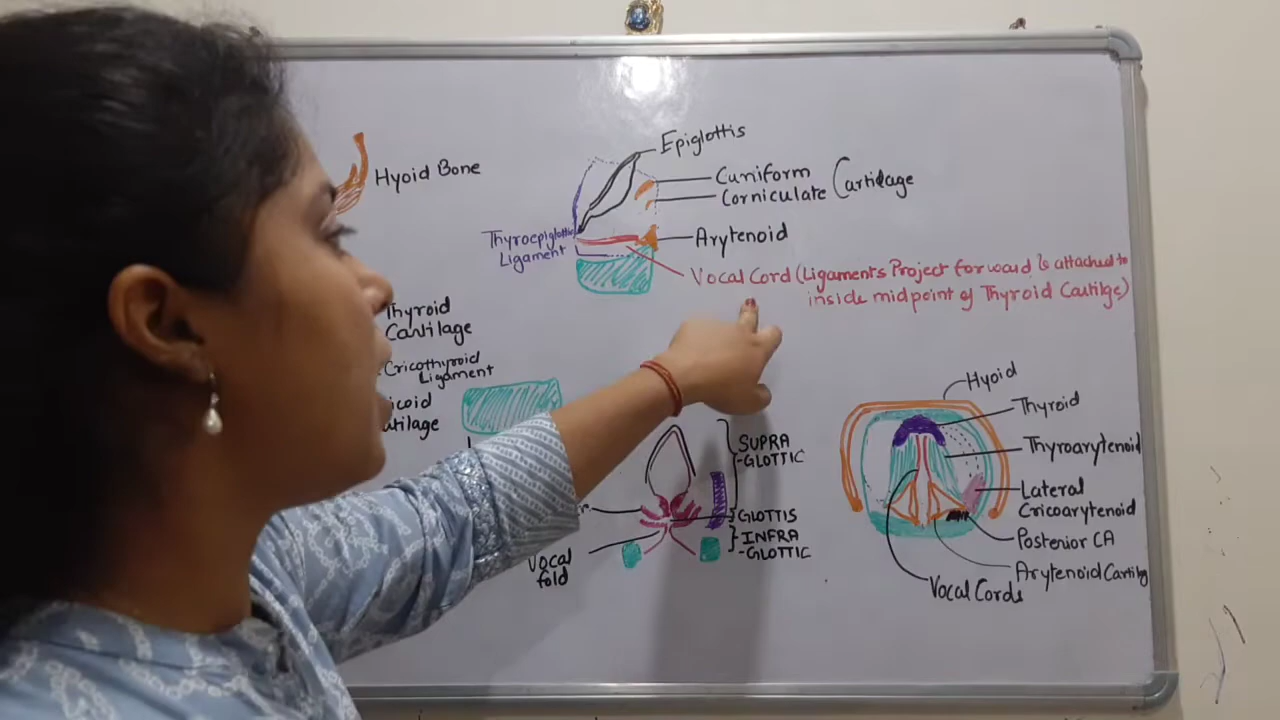 Hyoid Bone
Thyroid
Cartilage
Cricothyroid
Ligament
icoid
tilage
Epiglottis
Cuniform
Corniculate Cartilage
Thyroepiglottic
Ligament
Arytenoid
Vocal Cord (Ligaments Project forward & attached to
inside midpoint of Thyroid Cartilge)
SUPRA
-GLOTTIC
GLOTTIS
INFRA
-GLOTTIC
Vocal
fold
Hyoid
Thyroid
Thyroarytenoid
Lateral
Cricoarytenoid
Posterior CA
Arytenoid Cartilag
Vocal Cords